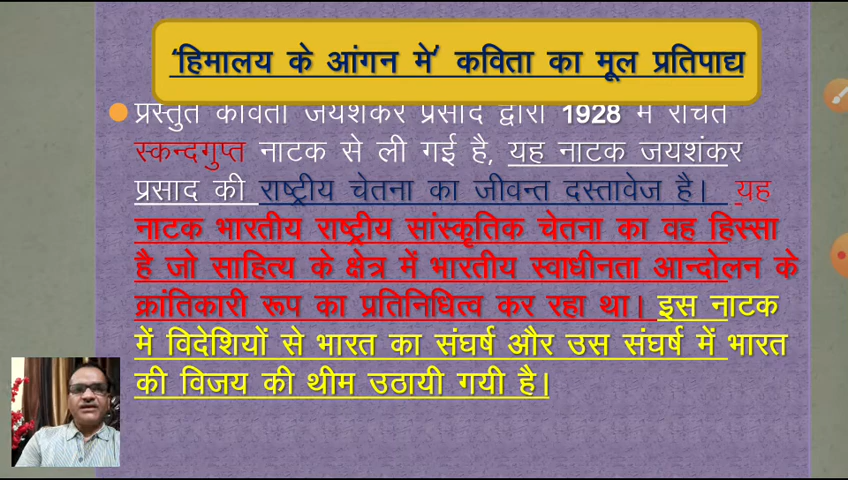 ‘हिमालय के आंगन मे’ कविता का मूल प्रतिपाद्य
प्रस्तुत कविता जयशंकर प्रसाद द्वारा 1928 में रचित
स्कन्दगुप्त नाटक से ली गई है, यह नाटक जयशंकर
प्रसाद की राष्ट्रीय चेतना का जीवन्त दस्तावेज है। यह
नाटक भारतीय राष्ट्रीय सांस्कृतिक चेतना का वह हिस्सा
है जो साहित्य के क्षेत्र में भारतीय स्वाधीनता आन्दोलन के
क्रांतिकारी रूप का प्रतिनिधित्व कर रहा था। इस नाटक
में विदेशियों से भारत का संघर्ष और उस संघर्ष में भारत
की विजय की थीम उठायी गयी है।